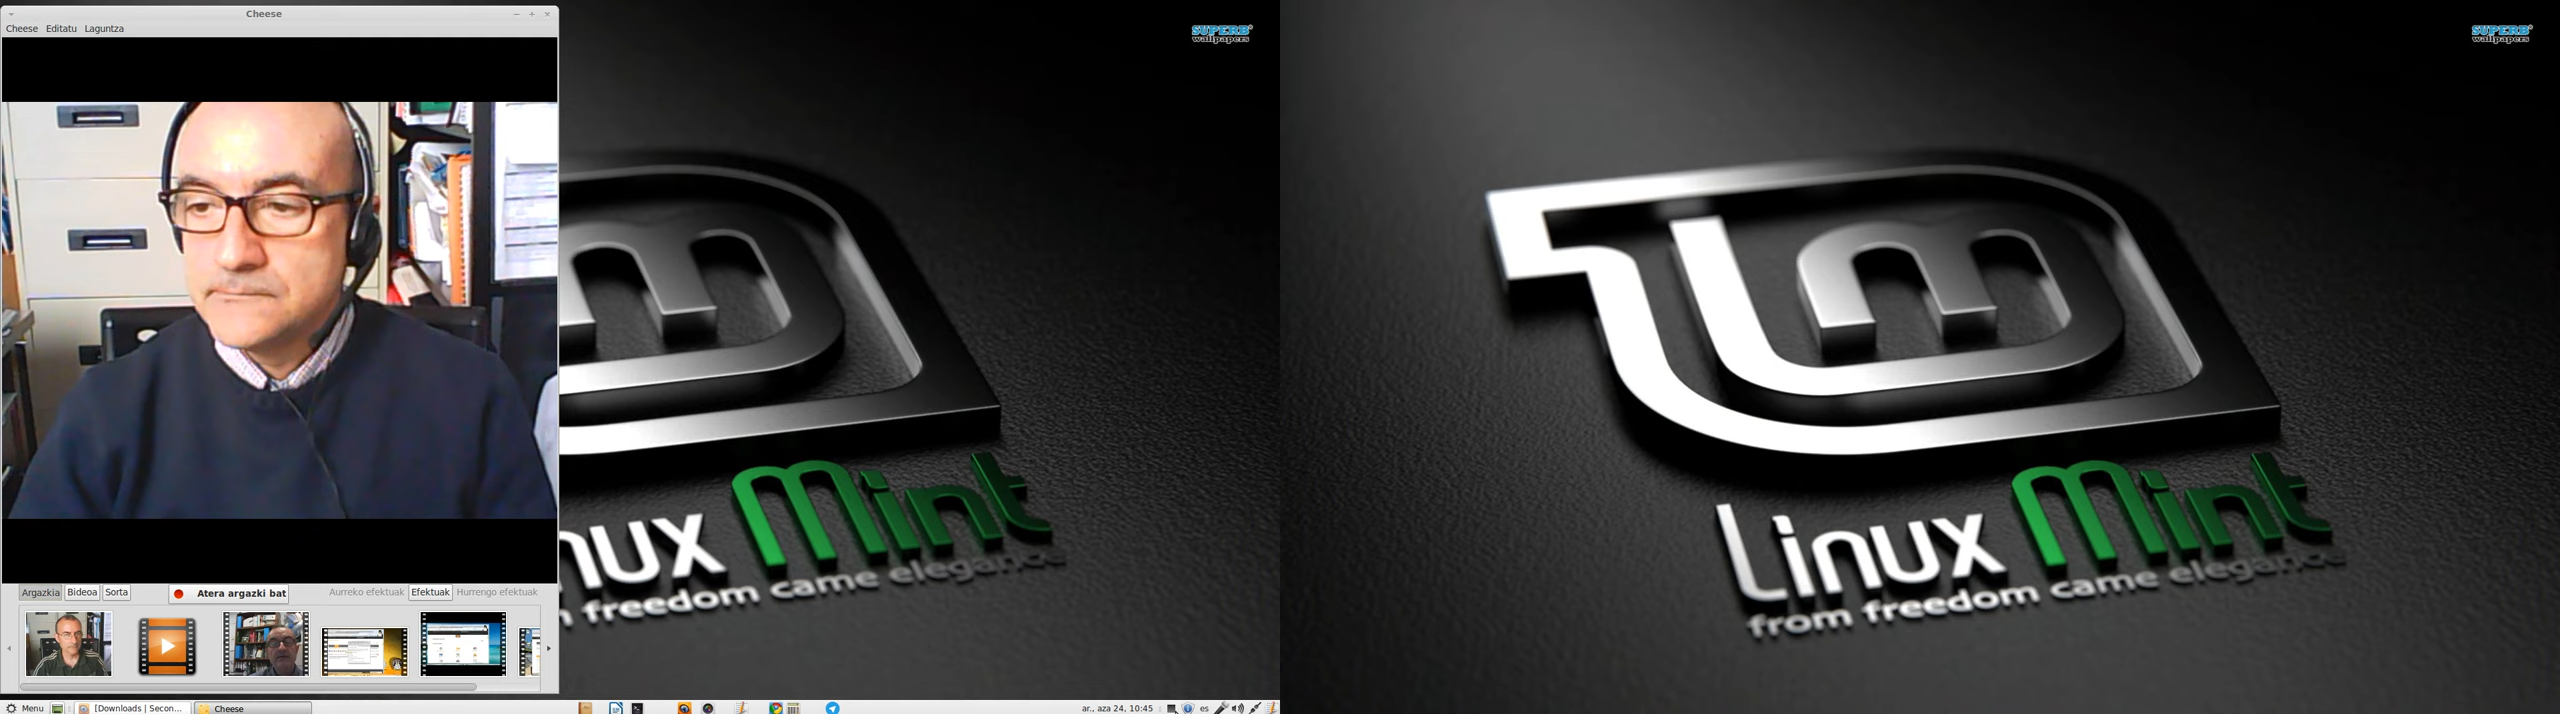 Cheese
Cheese Editatu Laguntza
SUPERB
wallpapers
SUPERB
wallpapers
nux Mint
m freedom came elegance
Linux Mint
from freedom came elegance
Argazkia Bideoa Sorta Atera argazki bat Aurreko efektuak Efektuak Hurrengo efektuak
Menu [Downloads | Secon... Cheese ar., aza 24, 10:45 es